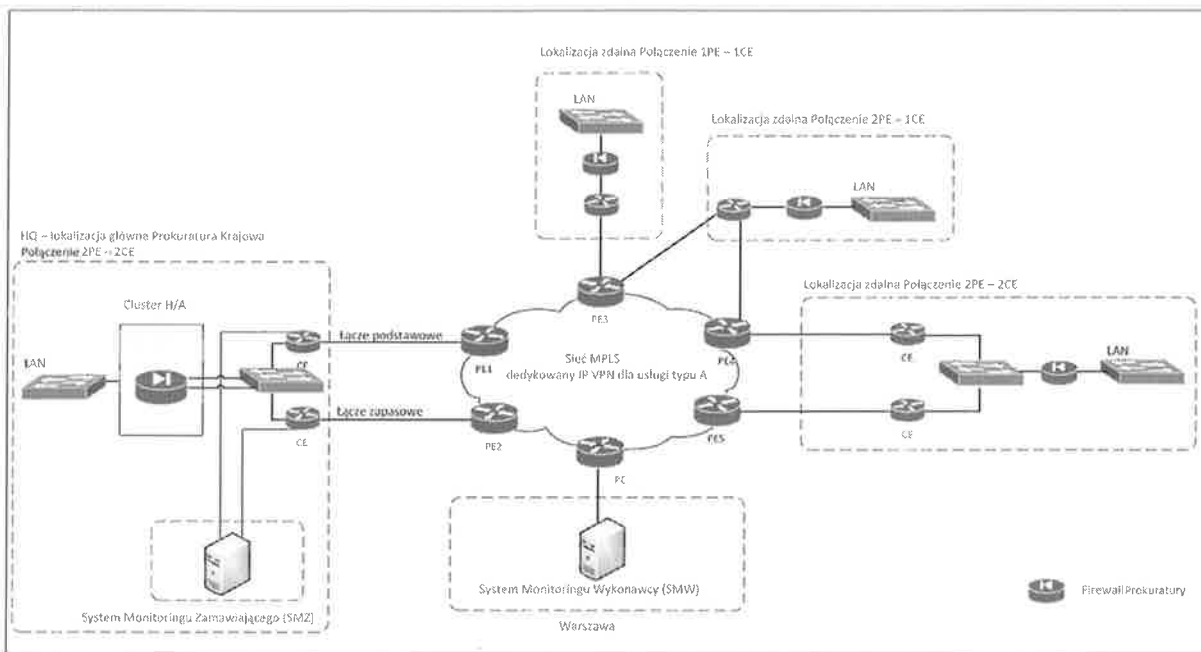 Lokalizacja zdalna Połączenie 1PE – 1CE
LAN
Lokalizacja zdalna Połączenie 2PE – 1CE
LAN
HQ – lokalizacja główne Prokuratura Krajowa
Połączenie 2PE – 2CE
Cluster H/A
LAN
CE
Łącze podstawowe
PE1
PE3
PE4
Sieć MPLS
dedykowany IP VPN dla usługi typu A
Lokalizacja zdalna Połączenie 2PE – 2CE
CE
LAN
CE
Łącze zapasowe
CE
PE2
PE5
PC
System Monitoringu Wykonawcy (SMW)
Warszawa
System Monitoringu Zamawiającego (SMZ)
Firewall Prokuratury